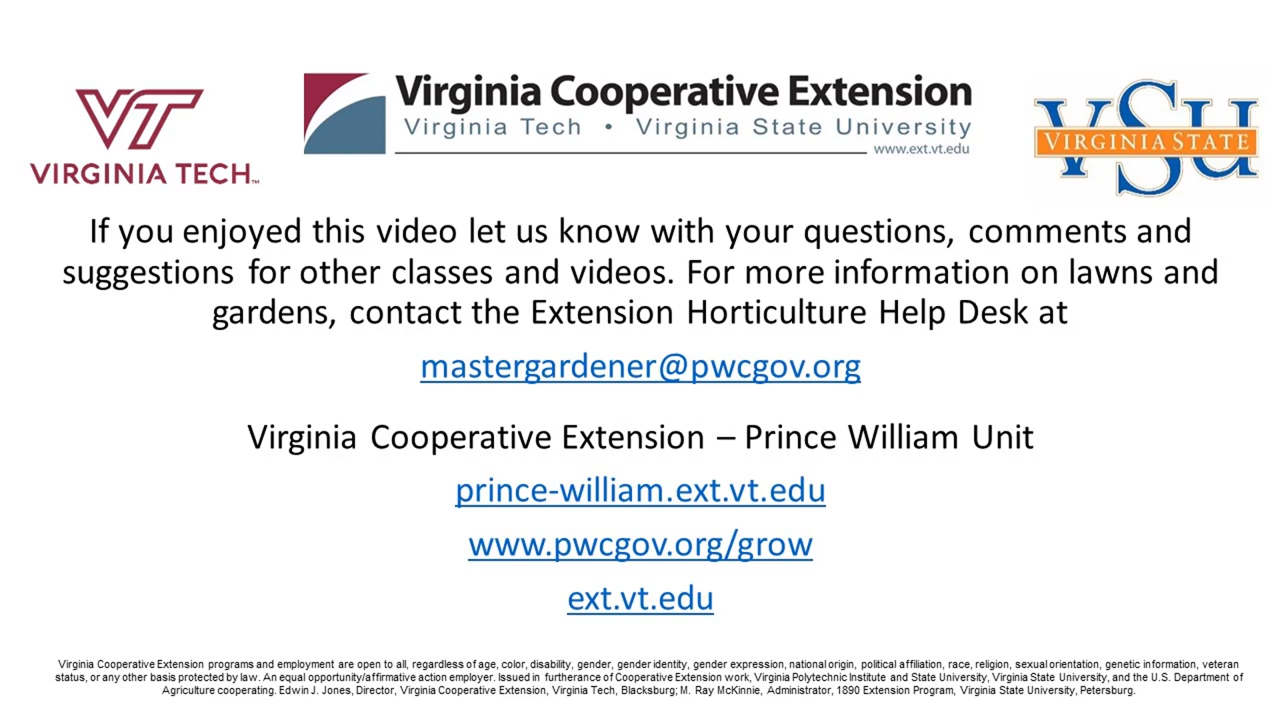 VT
VIRGINIA TECH™
Virginia Cooperative Extension
Virginia Tech • Virginia State University
www.ext.vt.edu
VSU
VIRGINIA STATE
If you enjoyed this video let us know with your questions, comments and
suggestions for other classes and videos. For more information on lawns and
gardens, contact the Extension Horticulture Help Desk at
mastergardener@pwcgov.org
Virginia Cooperative Extension – Prince William Unit
prince-william.ext.vt.edu
www.pwcgov.org/grow
ext.vt.edu
Virginia Cooperative Extension programs and employment are open to all, regardless of age, color, disability, gender, gender identity, gender expression, national origin, political affiliation, race, religion, sexual orientation, genetic information, veteran
status, or any other basis protected by law. An equal opportunity/affirmative action employer. Issued in furtherance of Cooperative Extension work, Virginia Polytechnic Institute and State University, Virginia State University, and the U.S. Department of
Agriculture cooperating. Edwin J. Jones, Director, Virginia Cooperative Extension, Virginia Tech, Blacksburg; M. Ray McKinnie, Administrator, 1890 Extension Program, Virginia State University, Petersburg.